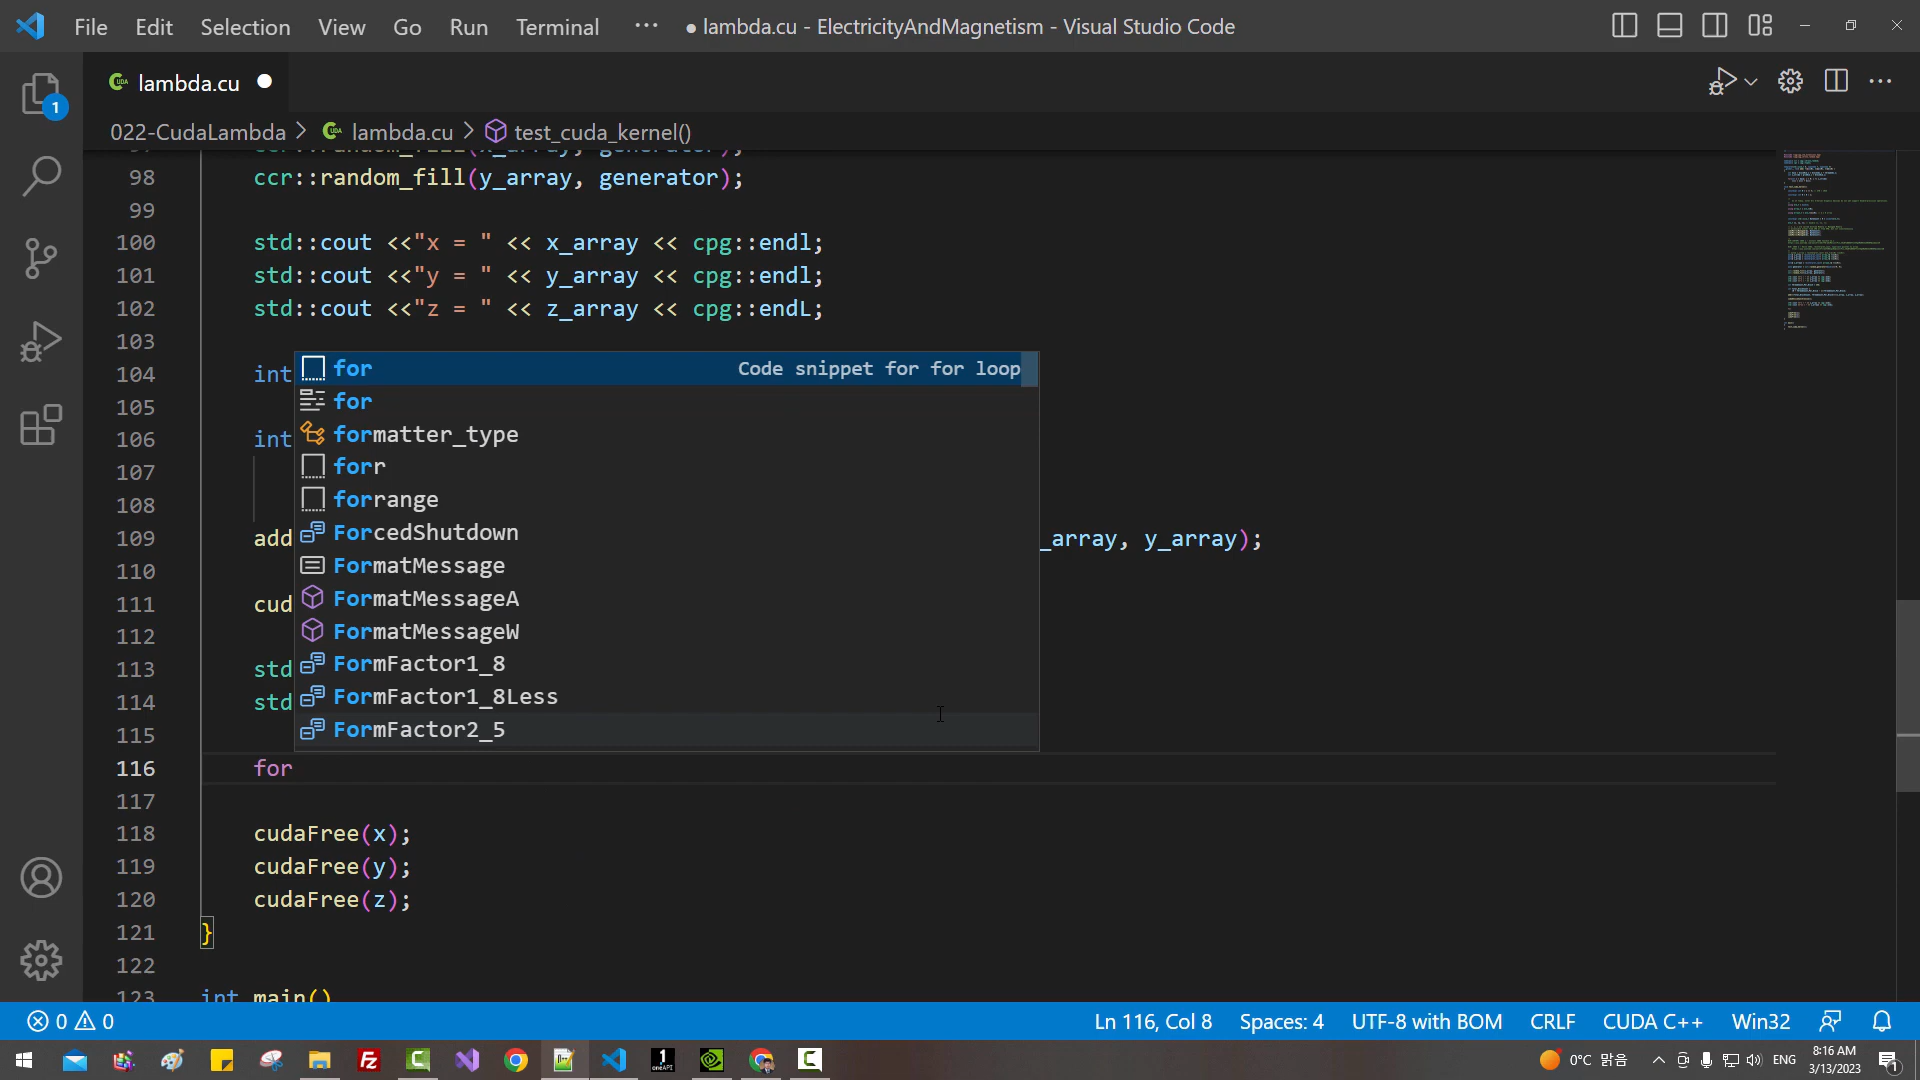 File Edit Selection View Go Run Terminal ··· ● lambda.cu - ElectricityAndMagnetism - Visual Studio Code
lambda.cu
022-CudaLambda > lambda.cu > test_cuda_kernel()
98 ccr::random_fill(y_array, generator);
99
100 std::cout <<"x = " << x_array << cpg::endl;
101 std::cout <<"y = " << y_array << cpg::endl;
102 std::cout <<"z = " << z_array << cpg::endL;
103
104 int
105
106 int
107
108
109 add _array, y_array);
110
111 cud
112
113 std
114 std
115
116 for
117
118 cudaFree(x);
119 cudaFree(y);
120 cudaFree(z);
121 }
122
123 int main()
for Code snippet for for loop
for
formatter_type
forr
forrange
ForcedShutdown
FormatMessage
FormatMessageA
FormatMessageW
FormFactor1_8
FormFactor1_8Less
FormFactor2_5
1
0 0 Ln 116, Col 8 Spaces: 4 UTF-8 with BOM CRLF CUDA C++ Win32
0°C 맑음 ENG 8:16 AM
3/13/2023